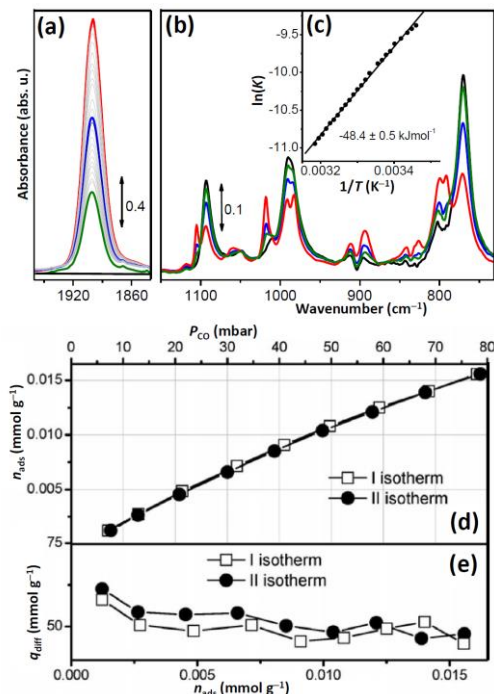 (a)
(b)
(c)
Absorbance (abs. u.)
0.4
1920
1860
0.1
1100
1000
900
800
Wavenumber (cm⁻¹)
ln(K)
-9.5
-10.0
-10.5
-11.0
-48.4 ± 0.5 kJmol⁻¹
0.0032
0.0034
1/T (K⁻¹)
P_CO (mbar)
0 10 20 30 40 50 60 70 80
n_ads (mmol g⁻¹)
0.015
0.010
0.005
I isotherm
II isotherm
(d)
75
50
q_diff (mmol g⁻¹)
I isotherm
II isotherm
(e)
0.000 0.005 0.010 0.015
n_ads (mmol g⁻¹)